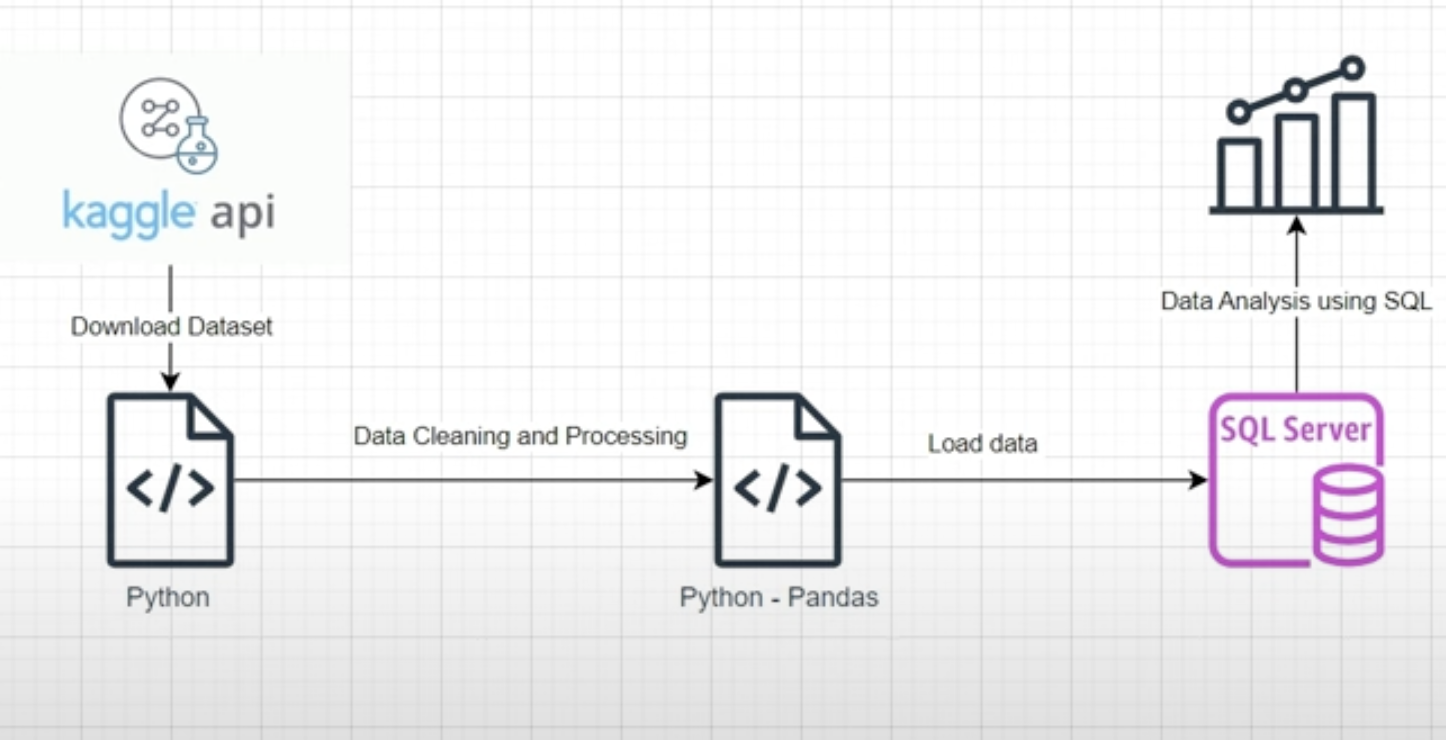 kaggle api
Download Dataset
Data Analysis using SQL
Data Cleaning and Processing
Load data
SQL Server
</>
</>
Python
Python - Pandas